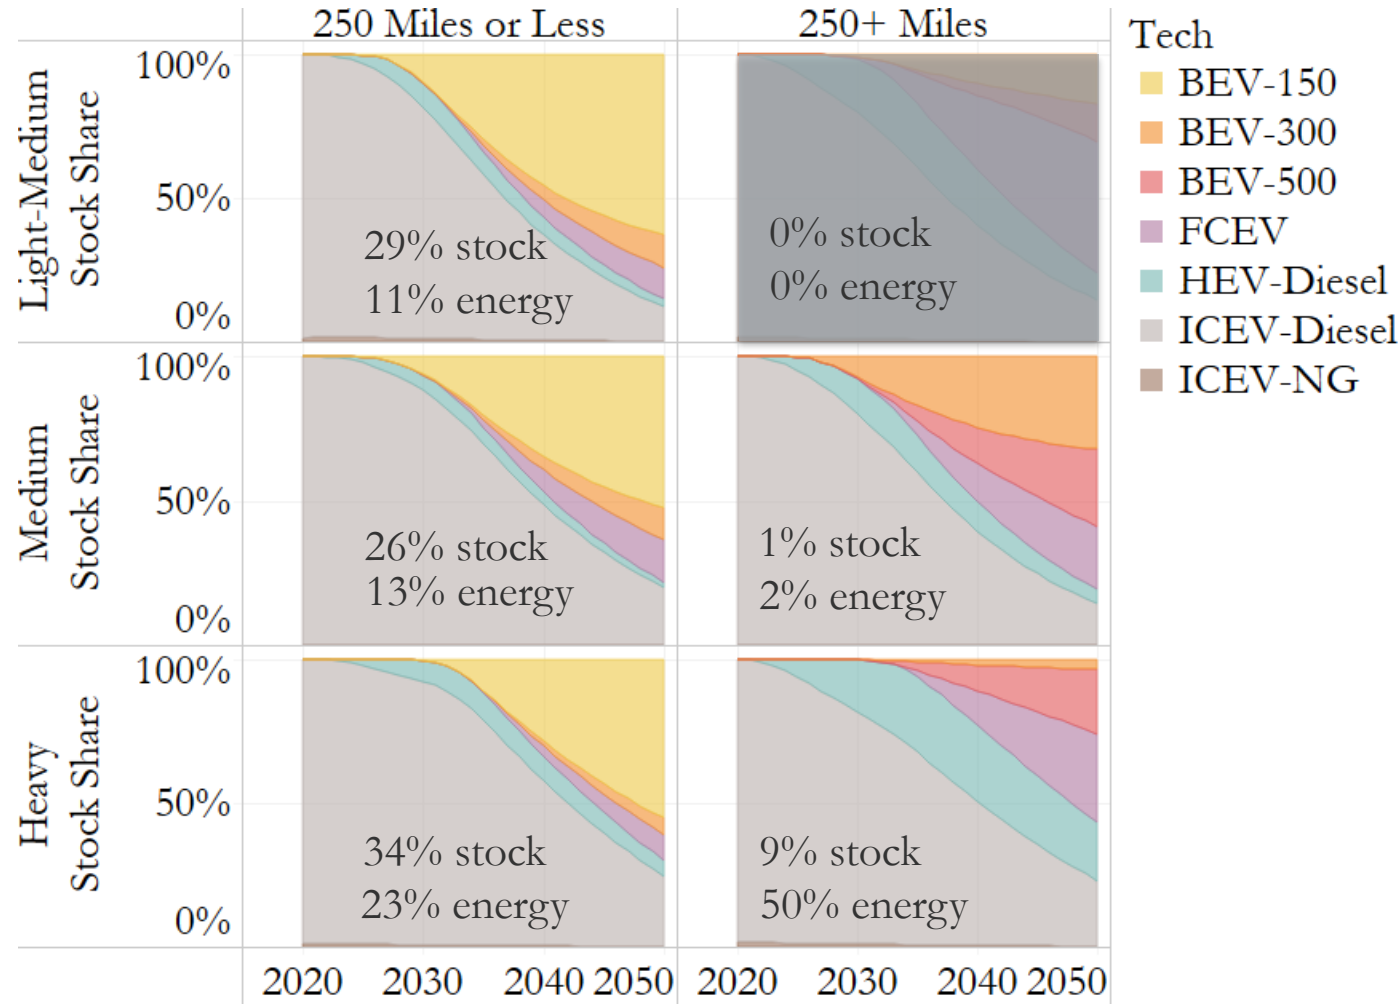 250 Miles or Less
250+ Miles
Tech
BEV-150
BEV-300
BEV-500
FCEV
HEV-Diesel
ICEV-Diesel
ICEV-NG
Light-Medium
Stock Share
100%
50%
0%
29% stock
11% energy
0% stock
0% energy
Medium
Stock Share
100%
50%
0%
26% stock
13% energy
1% stock
2% energy
Heavy
Stock Share
100%
50%
0%
34% stock
23% energy
9% stock
50% energy
2020 2030 2040 2050 2020 2030 2040 2050